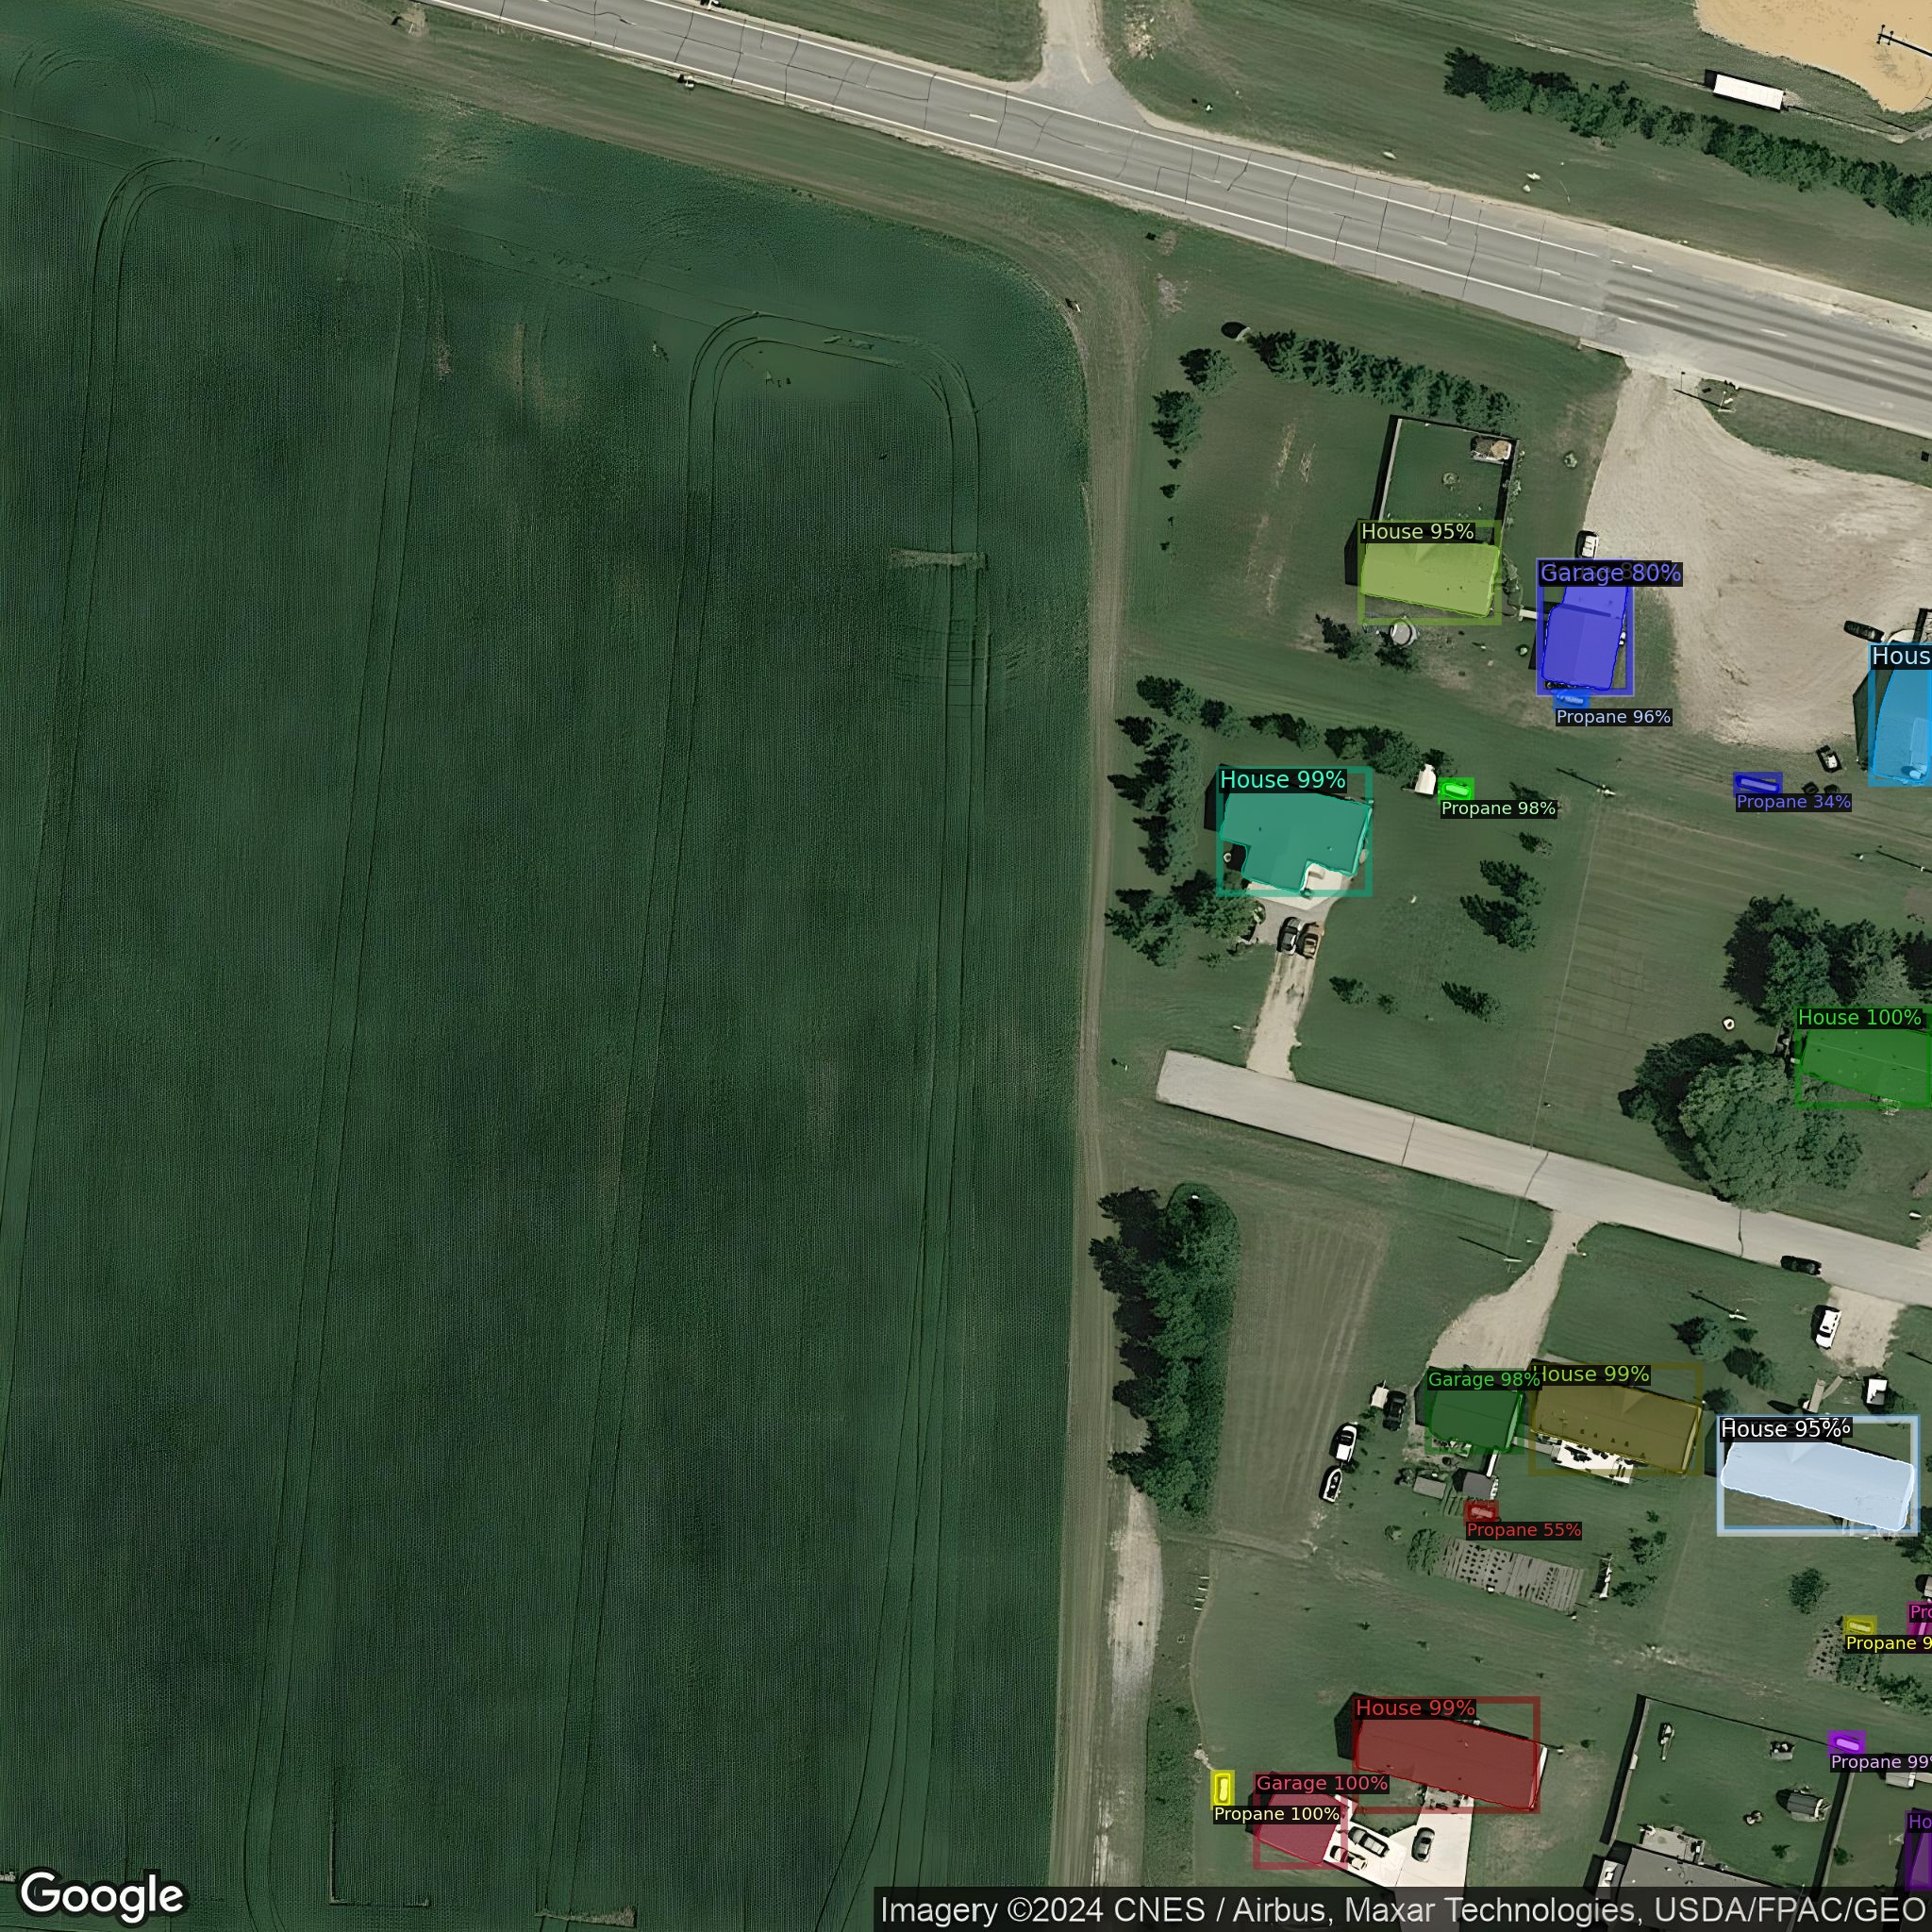 House 95%
Garage 80%
Hous
Propane 96%
House 99%
Propane 98%
Propane 34%
House 100%
House 99%
Garage 98%
House 95%
Propane 55%
Pro
Propane 9
House 99%
Propane 99%
Garage 100%
Propane 100%
Ho
Google
Imagery ©2024 CNES / Airbus, Maxar Technologies, USDA/FPAC/GEO